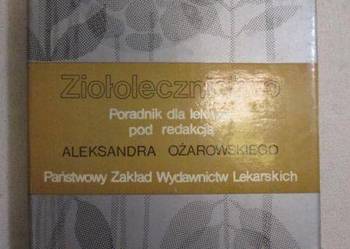 Poradnik dla
pod redakcją
ALEKSANDRA OŻAROWSKIEGO
Państwowy Zakład Wydawnictw Lekarskich